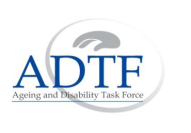 ADTF
Ageing and Disability Task Force